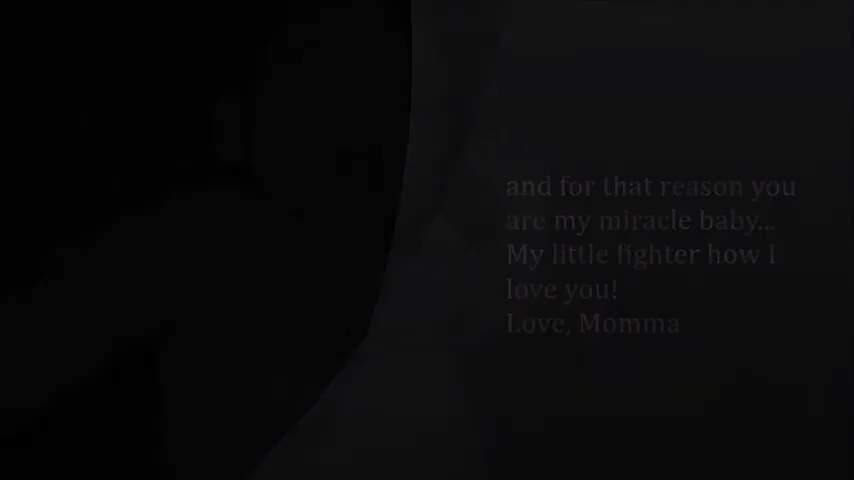 and for that reason you
are my miracle baby...
My little fighter how I
love you!
Love, Momma